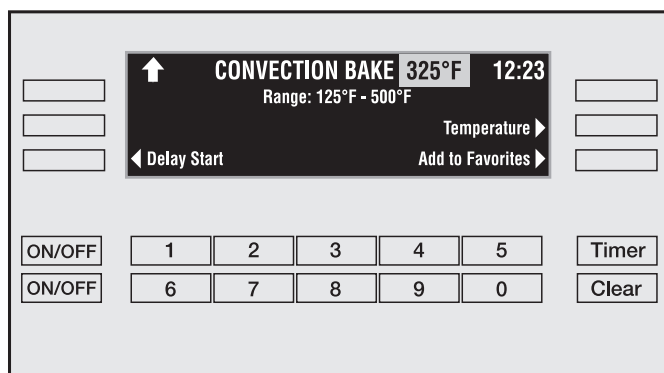 CONVECTION BAKE 325°F 12:23
Range: 125°F - 500°F
Temperature
Delay Start Add to Favorites
ON/OFF 1 2 3 4 5 Timer
ON/OFF 6 7 8 9 0 Clear